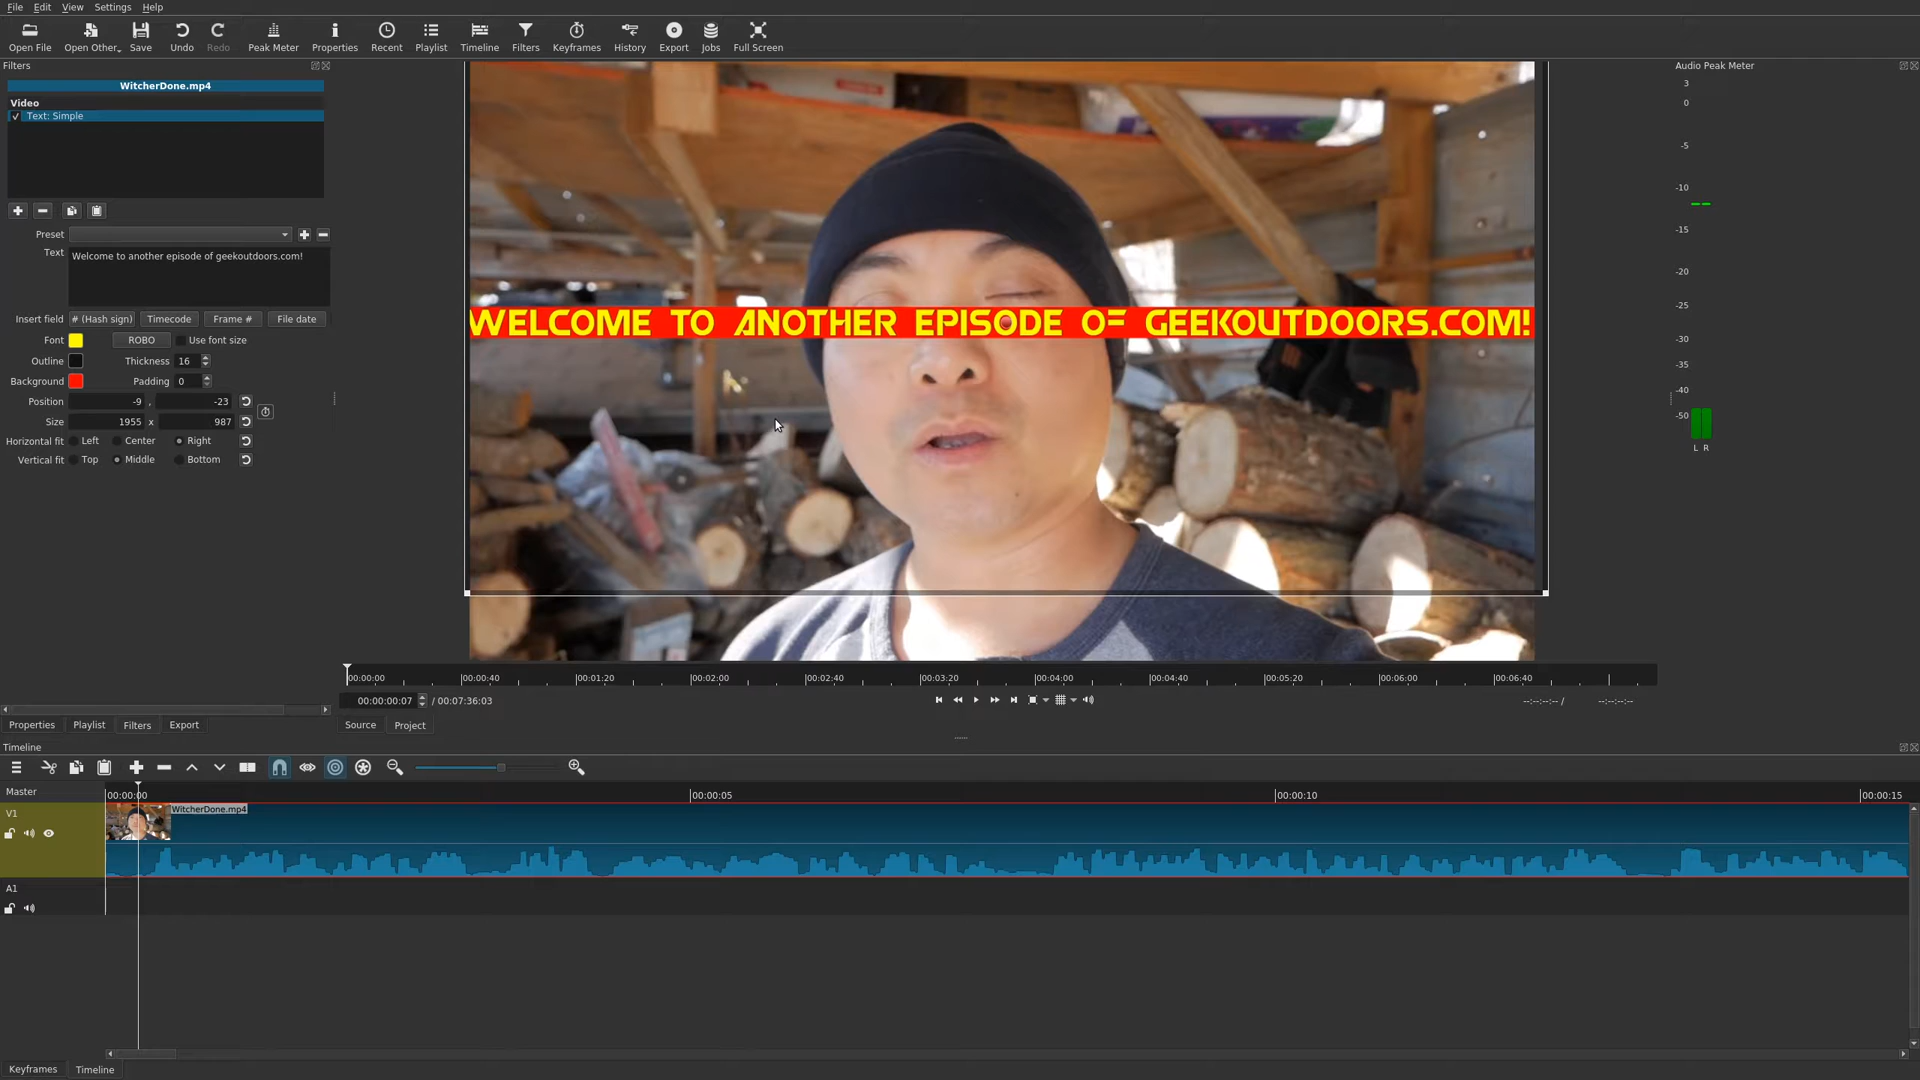 File Edit View Settings Help
Open File Open Other.. Save Undo Redo Peak Meter Properties Recent Playlist Timeline Filters Keyframes History Export Jobs Full Screen
Filters
WitcherDone.mp4
Video
Text: Simple
Preset
Text Welcome to another episode of geekoutdoors.com!
Insert field # (Hash sign) Timecode Frame # File date
Font ROBO Use font size
Outline Thickness 16
Background Padding 0
Position -9 , -23
Size 1955 x 987
Horizontal fit Left Center Right
Vertical fit Top Middle Bottom
WELCOME TO ANOTHER EPISODE OF GEEKOUTDOORS.COM!
Audio Peak Meter
3
0
-5
-10
-15
-20
-25
-30
-35
-40
-50
L R
00:00:00 00:00:40 00:01:20 00:02:00 00:02:40 00:03:20 00:04:00 00:04:40 00:05:20 00:06:00 00:06:40
00:00:00:07 / 00:07:36:03 --:--:--:-- / --:--:--:--
Properties Playlist Filters Export Source Project
Timeline
Master 00:00:00 00:00:05 00:00:10 00:00:15
V1 WitcherDone.mp4
A1
Keyframes Timeline